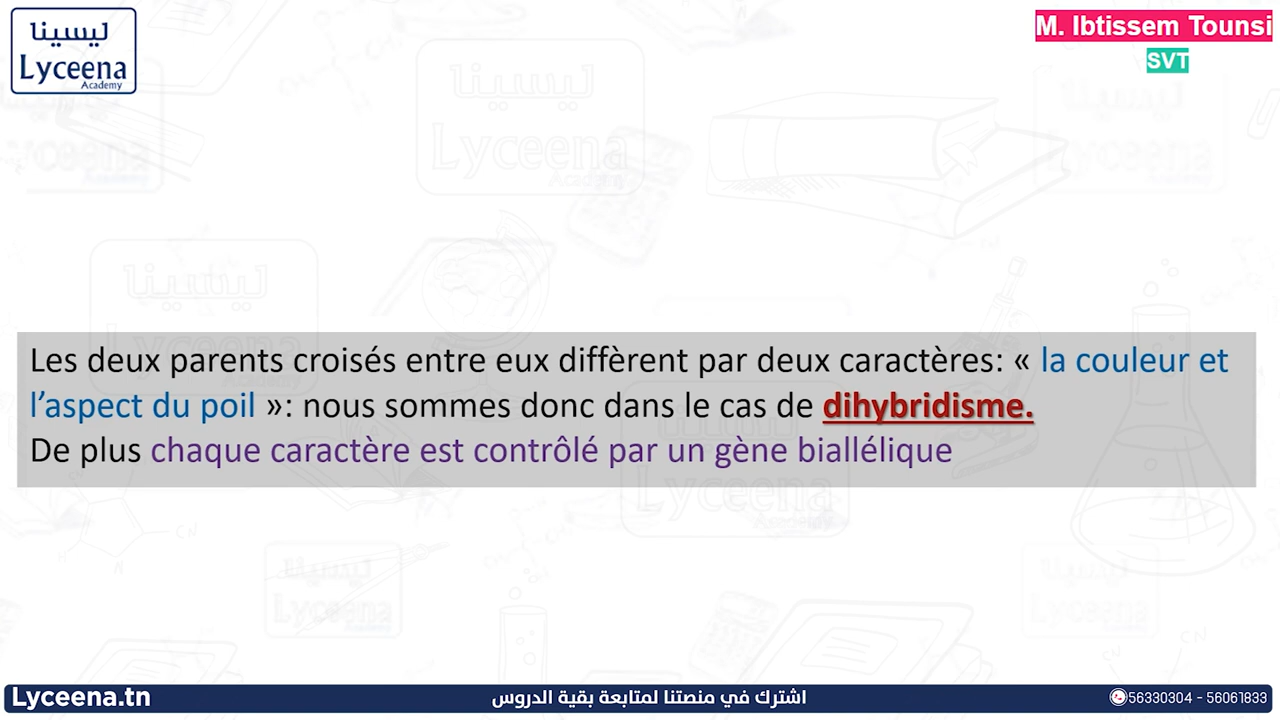 ليسينا
Lyceena
Academy
M. Ibtissem Tounsi
SVT
Les deux parents croisés entre eux diffèrent par deux caractères: « la couleur et
l’aspect du poil »: nous sommes donc dans le cas de dihybridisme.
De plus chaque caractère est contrôlé par un gène biallélique
Lyceena.tn
اشترك في منصتنا لمتابعة بقية الدروس
56330304 - 56061833